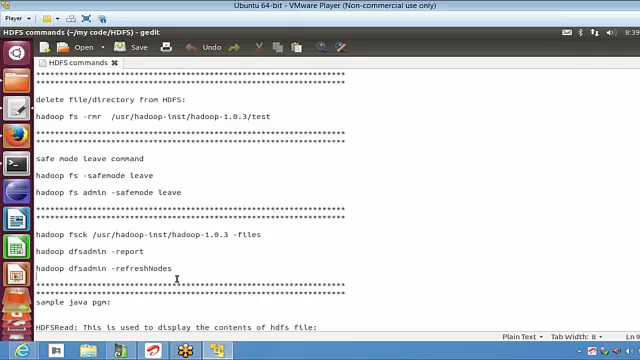 Ubuntu 64-bit - VMware Player (Non-commercial use only)
Player
HDFS commands (~/my code/HDFS) - gedit
8:39
Open Save Undo
HDFS commands
*********************************************************************
*********************************************************************
delete file/directory from HDFS:
hadoop fs -rmr /usr/hadoop-inst/hadoop-1.0.3/test
*********************************************************************
*********************************************************************
safe mode leave command
hadoop fs -safemode leave
hadoop fs admin -safemode leave
*********************************************************************
*********************************************************************
hadoop fsck /usr/hadoop-inst/hadoop-1.0.3 -files
hadoop dfsadmin -report
hadoop dfsadmin -refreshNodes
*********************************************************************
*********************************************************************
sample java pgm:
HDFSRead: This is used to display the contents of hdfs file:
Plain Text Tab Width: 8 Ln 9